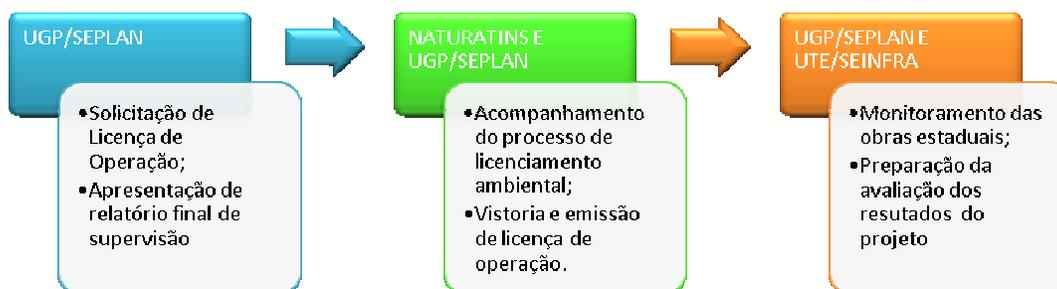 UGP/SEPLAN
•Solicitação de
Licença de
Operação;
•Apresentação de
relatório final de
supervisão
NATURATINS E
UGP/SEPLAN
•Acompanhamento
do processo de
licenciamento
ambiental;
•Vistoria e emissão
de licença de
operação.
UGP/SEPLAN E
UTE/SEINFRA
•Monitoramento das
obras estaduais;
•Preparação da
avaliação dos
resutados do
projeto